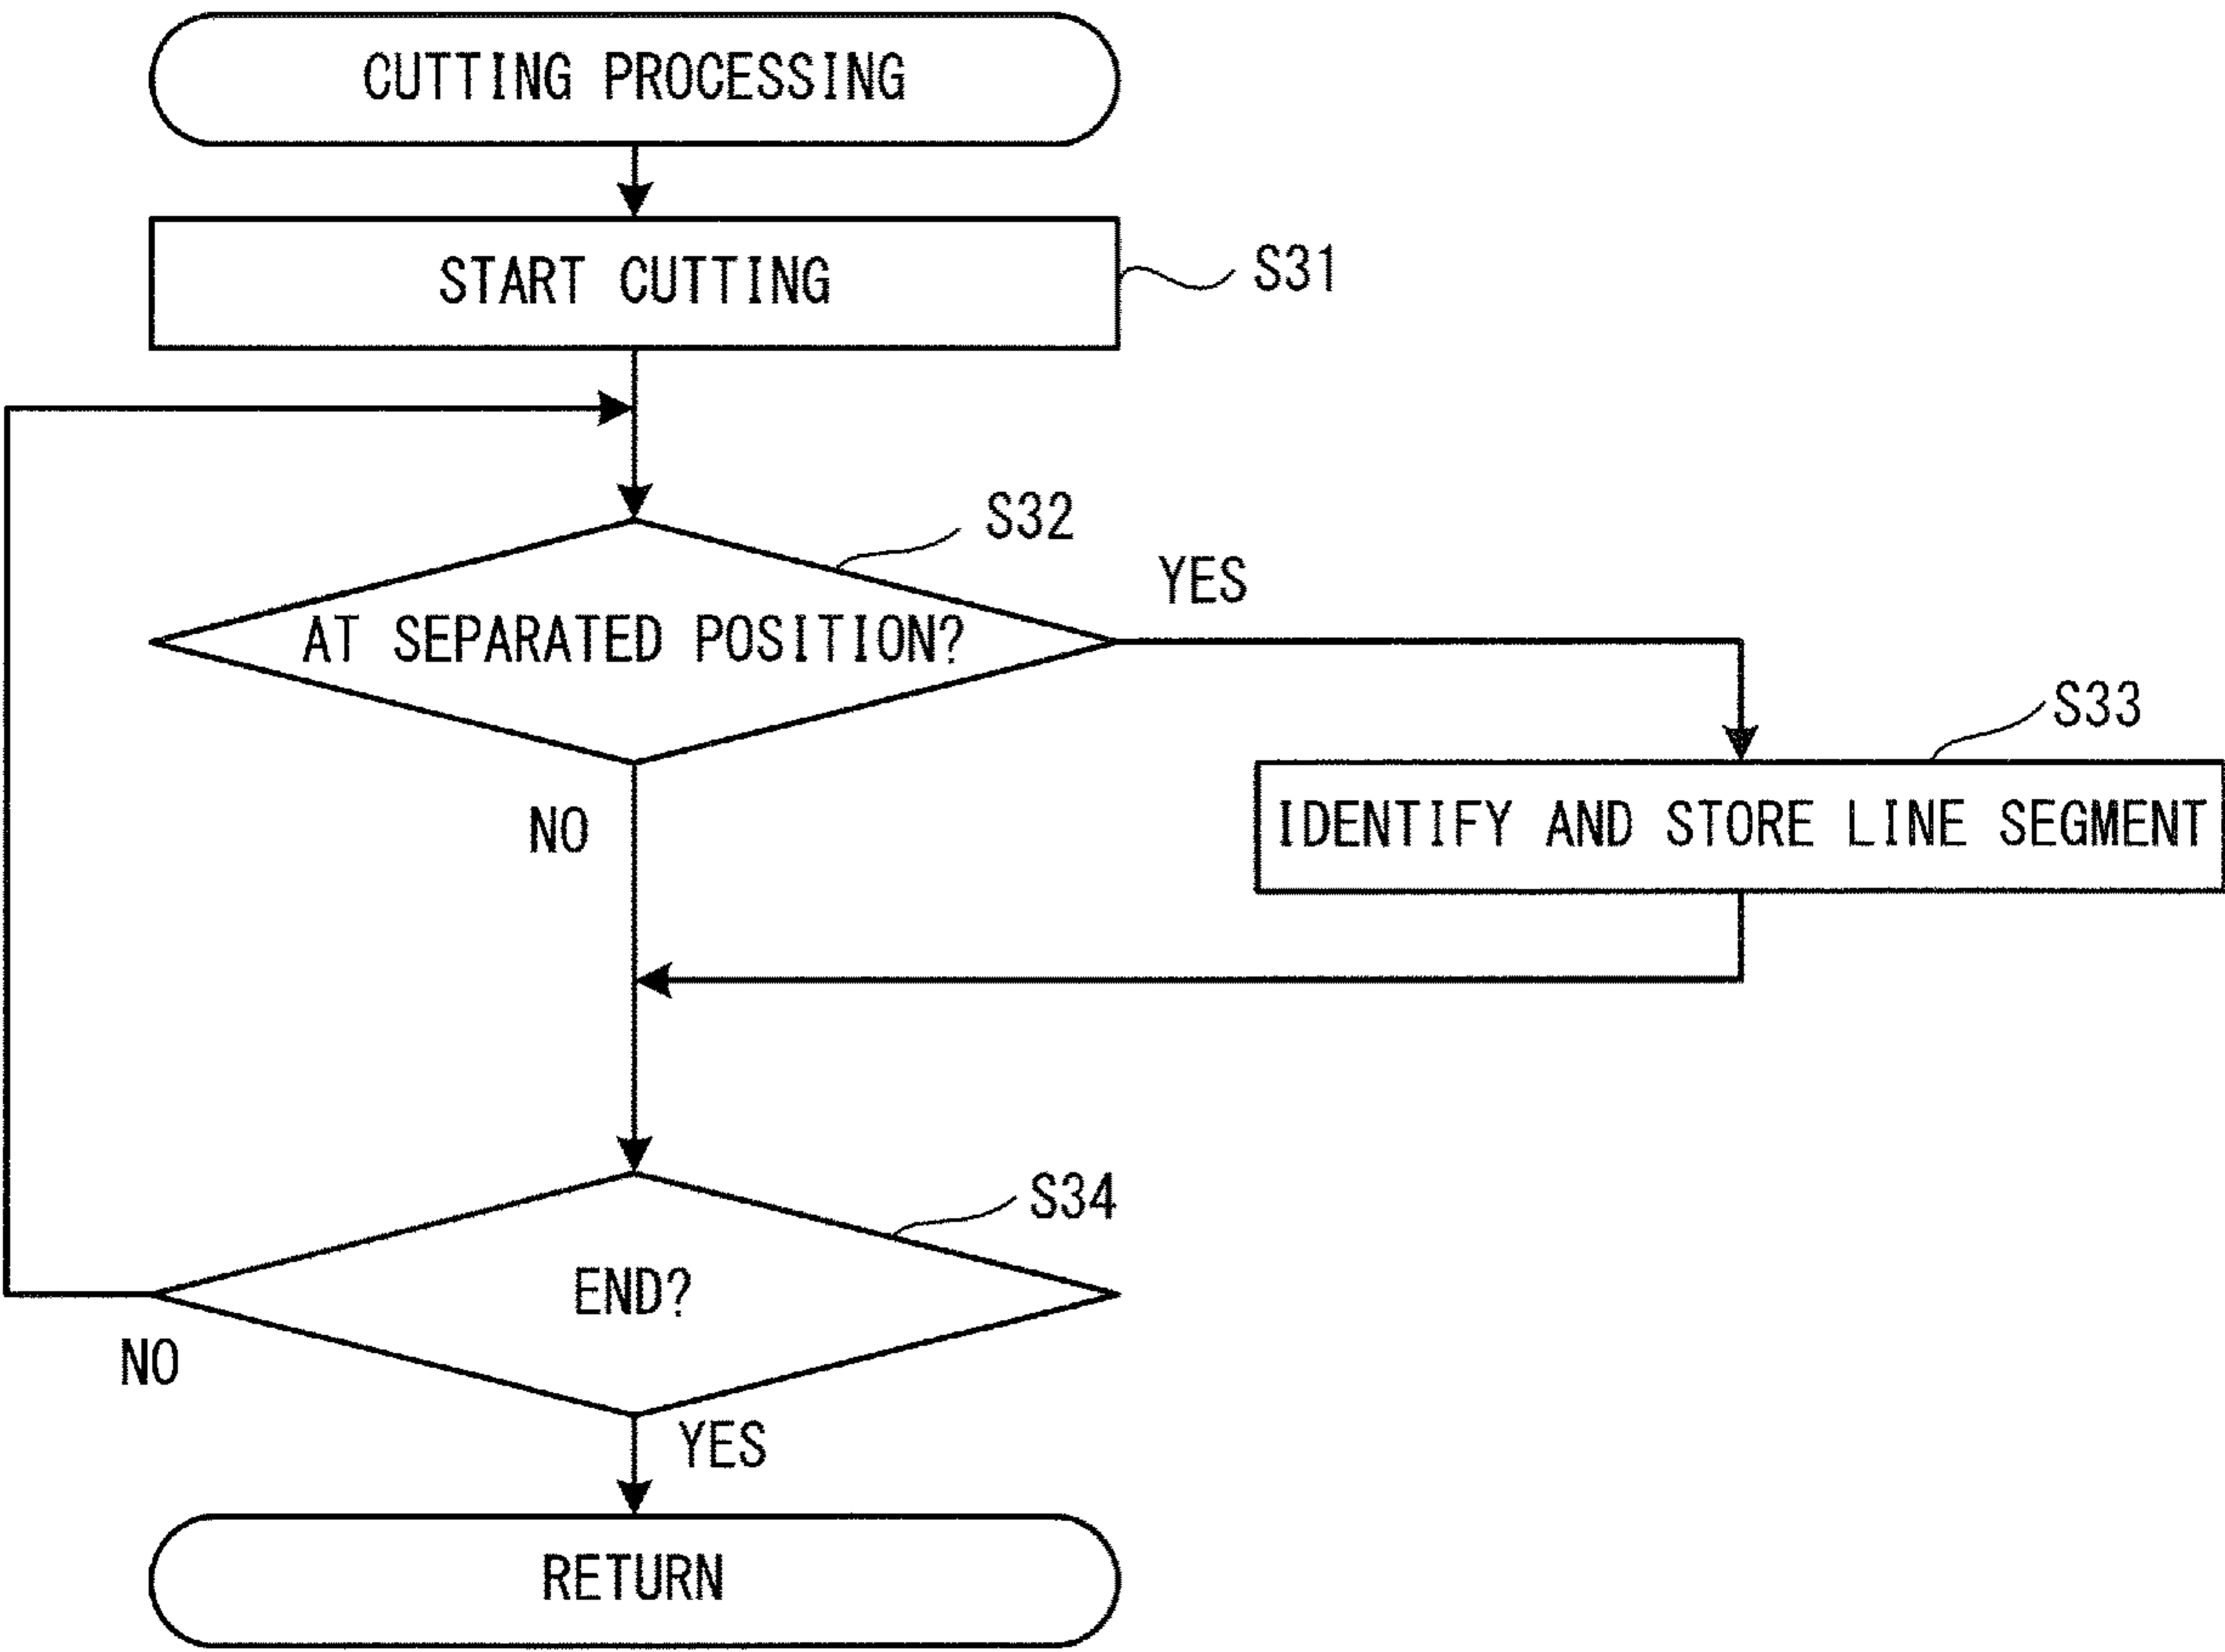 CUTTING PROCESSING
START CUTTING
S31
S32
AT SEPARATED POSITION?
YES
S33
IDENTIFY AND STORE LINE SEGMENT
NO
S34
END?
NO
YES
RETURN